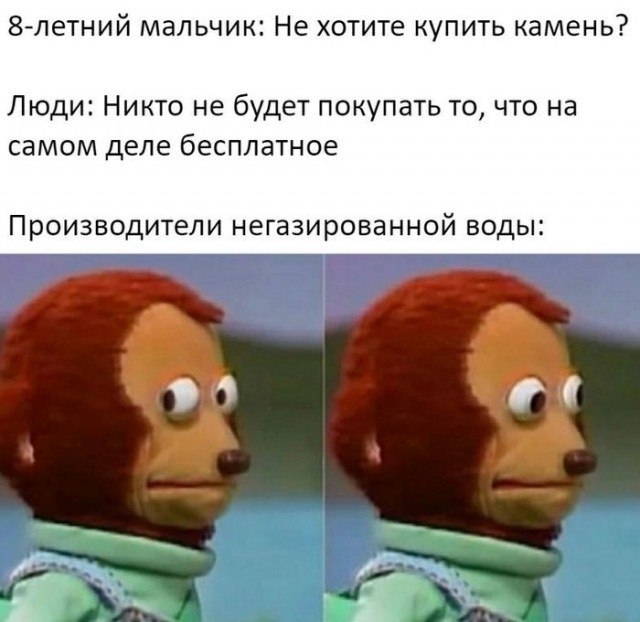 8-летний мальчик: Не хотите купить камень?
Люди: Никто не будет покупать то, что на
самом деле бесплатное
Производители негазированной воды: